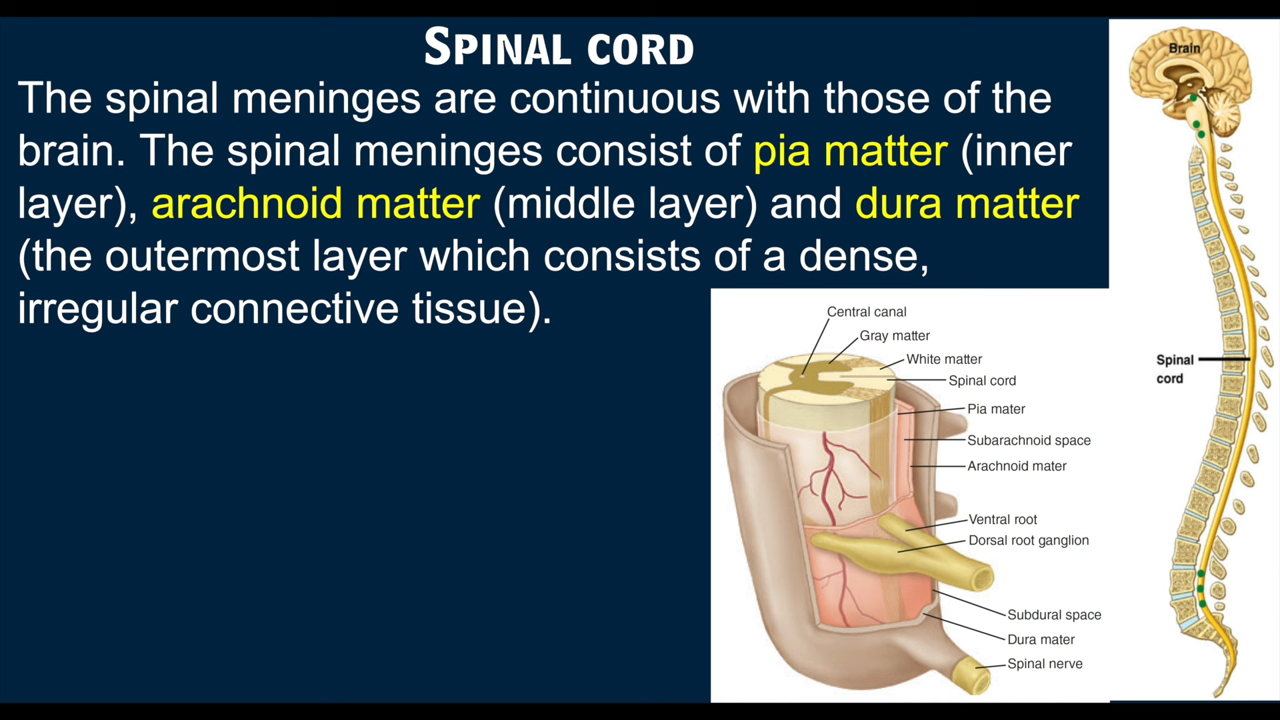 SPINAL CORD
The spinal meninges are continuous with those of the
brain. The spinal meninges consist of pia matter (inner
layer), arachnoid matter (middle layer) and dura matter
(the outermost layer which consists of a dense,
irregular connective tissue).
Central canal
Gray matter
White matter
Spinal cord
Pia mater
Subarachnoid space
Arachnoid mater
Ventral root
Dorsal root ganglion
Subdural space
Dura mater
Spinal nerve
Brain
Spinal
cord